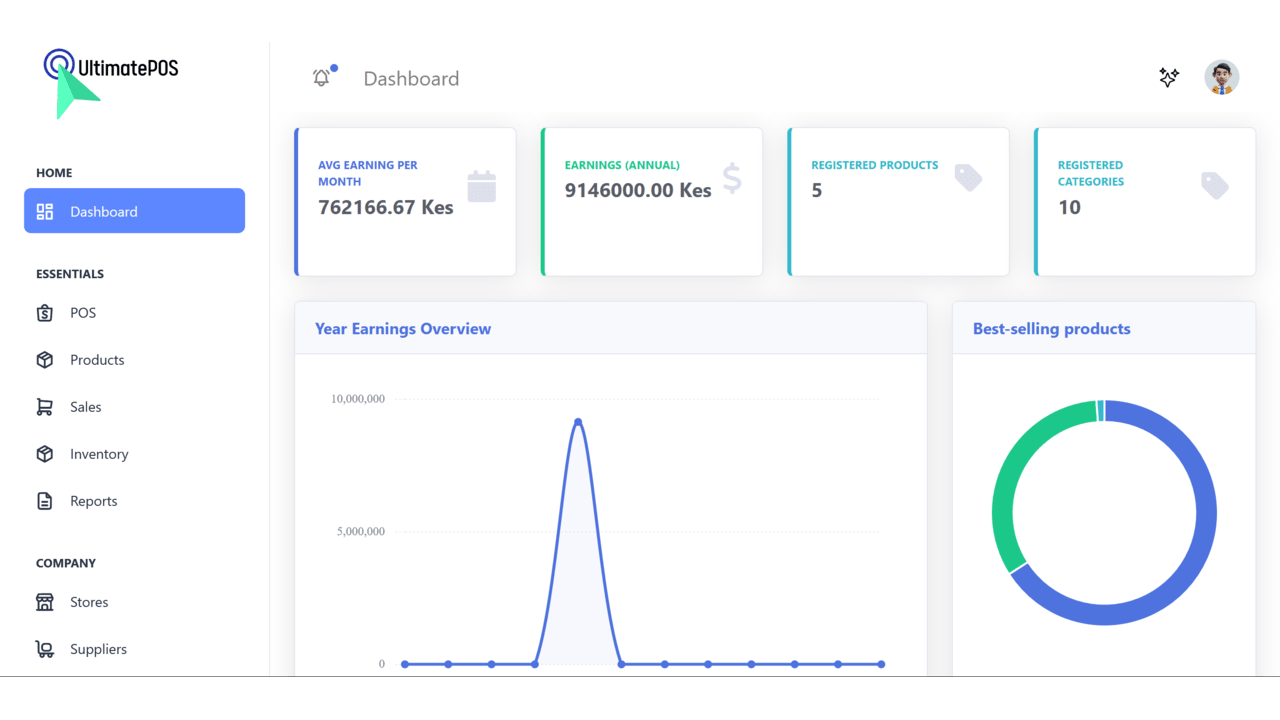 UltimatePOS
Dashboard
HOME
Dashboard
ESSENTIALS
POS
Products
Sales
Inventory
Reports
COMPANY
Stores
Suppliers
AVG EARNING PER
MONTH
762166.67 Kes
EARNINGS (ANNUAL)
9146000.00 Kes
$
REGISTERED PRODUCTS
5
REGISTERED
CATEGORIES
10
Year Earnings Overview
10,000,000
5,000,000
0
Best-selling products